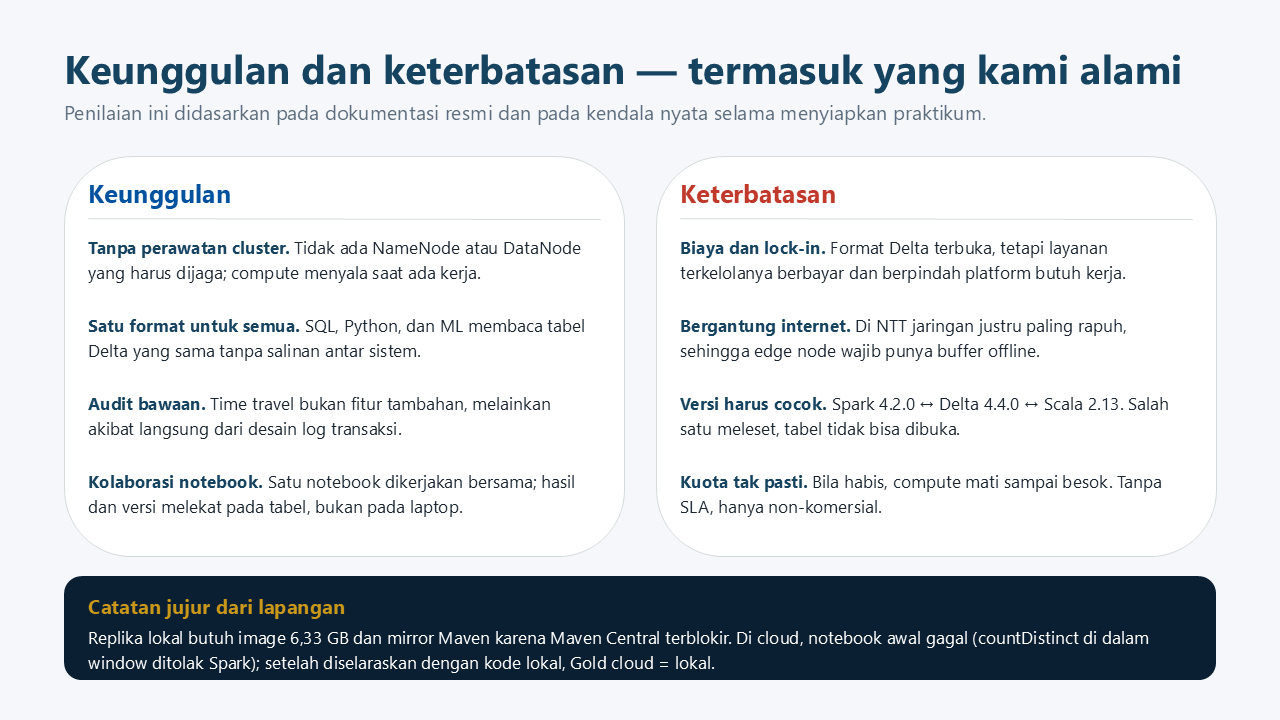 Keunggulan dan keterbatasan — termasuk yang kami alami
Penilaian ini didasarkan pada dokumentasi resmi dan pada kendala nyata selama menyiapkan praktikum.
Keunggulan
Tanpa perawatan cluster. Tidak ada NameNode atau DataNode
yang harus dijaga; compute menyala saat ada kerja.
Satu format untuk semua. SQL, Python, dan ML membaca tabel
Delta yang sama tanpa salinan antar sistem.
Audit bawaan. Time travel bukan fitur tambahan, melainkan
akibat langsung dari desain log transaksi.
Kolaborasi notebook. Satu notebook dikerjakan bersama; hasil
dan versi melekat pada tabel, bukan pada laptop.
Keterbatasan
Biaya dan lock-in. Format Delta terbuka, tetapi layanan
terkelolanya berbayar dan berpindah platform butuh kerja.
Bergantung internet. Di NTT jaringan justru paling rapuh,
sehingga edge node wajib punya buffer offline.
Versi harus cocok. Spark 4.2.0 ↔ Delta 4.4.0 ↔ Scala 2.13. Salah
satu meleset, tabel tidak bisa dibuka.
Kuota tak pasti. Bila habis, compute mati sampai besok. Tanpa
SLA, hanya non-komersial.
Catatan jujur dari lapangan
Replika lokal butuh image 6,33 GB dan mirror Maven karena Maven Central terblokir. Di cloud, notebook awal gagal (countDistinct di dalam
window ditolak Spark); setelah diselaraskan dengan kode lokal, Gold cloud = lokal.